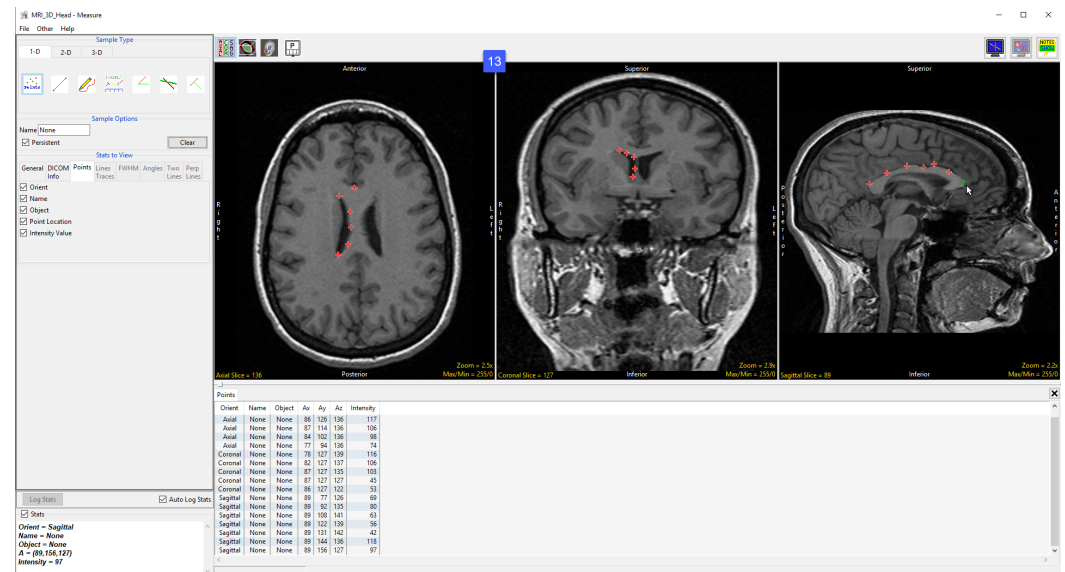 MRI_3D_Head - Measure
File Other Help
Sample Type
1-D 2-D 3-D
Points
Sample Options
Name None
Persistent Clear
Stats to View
General DICOM Info Points Lines Traces FWHM Angles Two Lines Perp Lines
Orient
Name
Object
Point Location
Intensity Value
Log Stats Auto Log Stats
Stats
Orient = Sagittal
Name = None
Object = None
A = (89,156,127)
Intensity = 97
P
NOTES
SHOW
13
Anterior
Right
Left
Posterior
Axial Slice = 136
Zoom = 2.5x
Max/Min = 255/0
Superior
Right
Left
Inferior
Coronal Slice = 127
Zoom = 2.9x
Max/Min = 255/0
Superior
Posterior
Anterior
Inferior
Sagittal Slice = 89
Zoom = 2.2x
Max/Min = 255/0
Points
Orient Name Object Ax Ay Az Intensity
Axial None None 86 126 136 117
Axial None None 87 114 136 106
Axial None None 84 102 136 98
Axial None None 77 94 136 74
Coronal None None 78 127 139 116
Coronal None None 82 127 137 106
Coronal None None 87 127 135 103
Coronal None None 87 127 127 45
Coronal None None 86 127 122 53
Sagittal None None 89 77 126 69
Sagittal None None 89 92 135 80
Sagittal None None 89 108 141 63
Sagittal None None 89 122 139 56
Sagittal None None 89 131 142 42
Sagittal None None 89 144 136 118
Sagittal None None 89 156 127 97